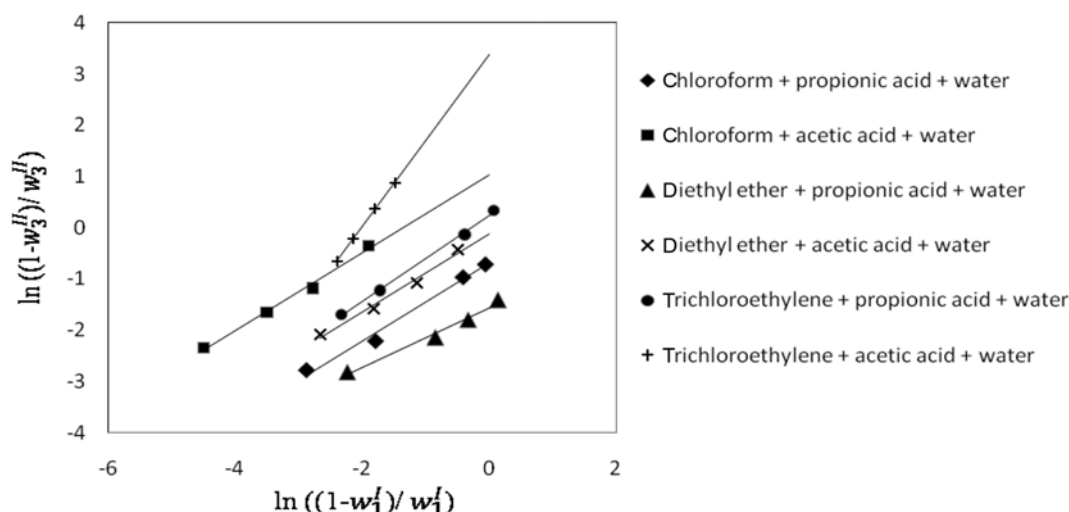 4
3
2
1
0
-1
-2
-3
-4
-6
-4
-2
0
2
ln ((1-w₃ᴵᴵ)/ w₃ᴵᴵ)
ln ((1-w₁ᴵ)/ w₁ᴵ)
Chloroform + propionic acid + water
Chloroform + acetic acid + water
Diethyl ether + propionic acid + water
Diethyl ether + acetic acid + water
Trichloroethylene + propionic acid + water
Trichloroethylene + acetic acid + water